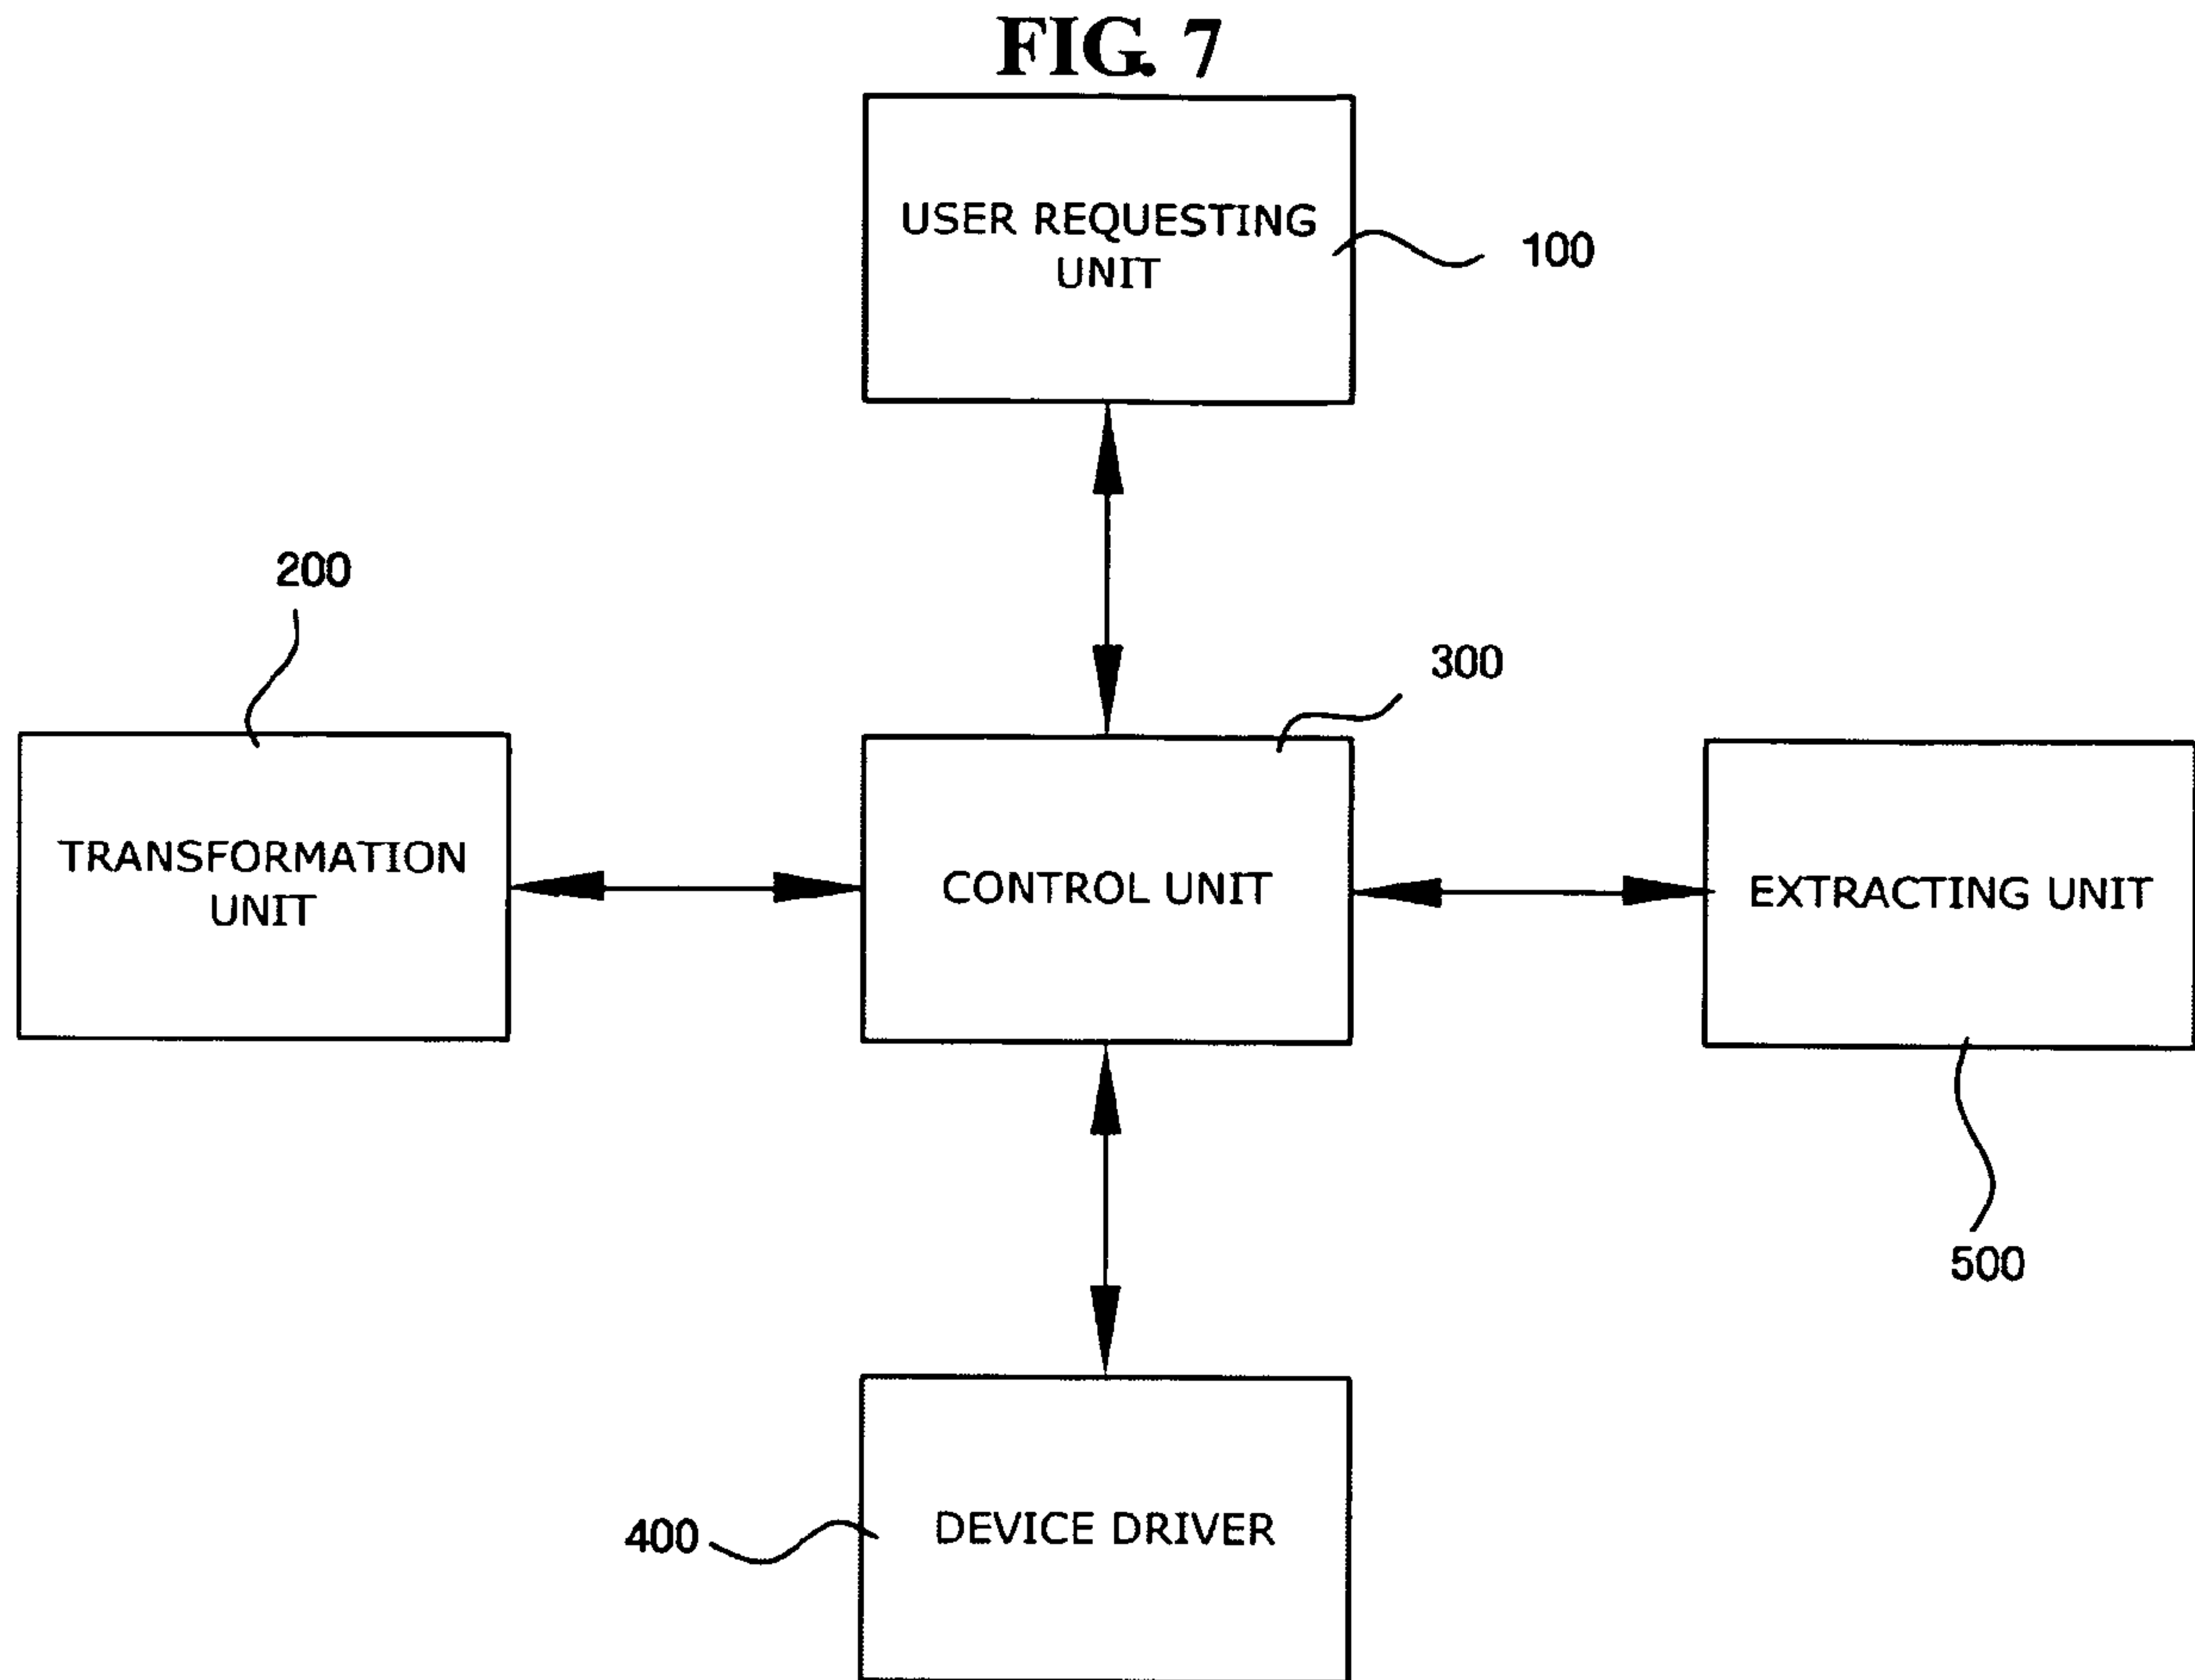 FIG. 7
USER REQUESTING
UNIT
100
200
300
TRANSFORMATION
UNIT
CONTROL UNIT
EXTRACTING UNIT
500
400
DEVICE DRIVER